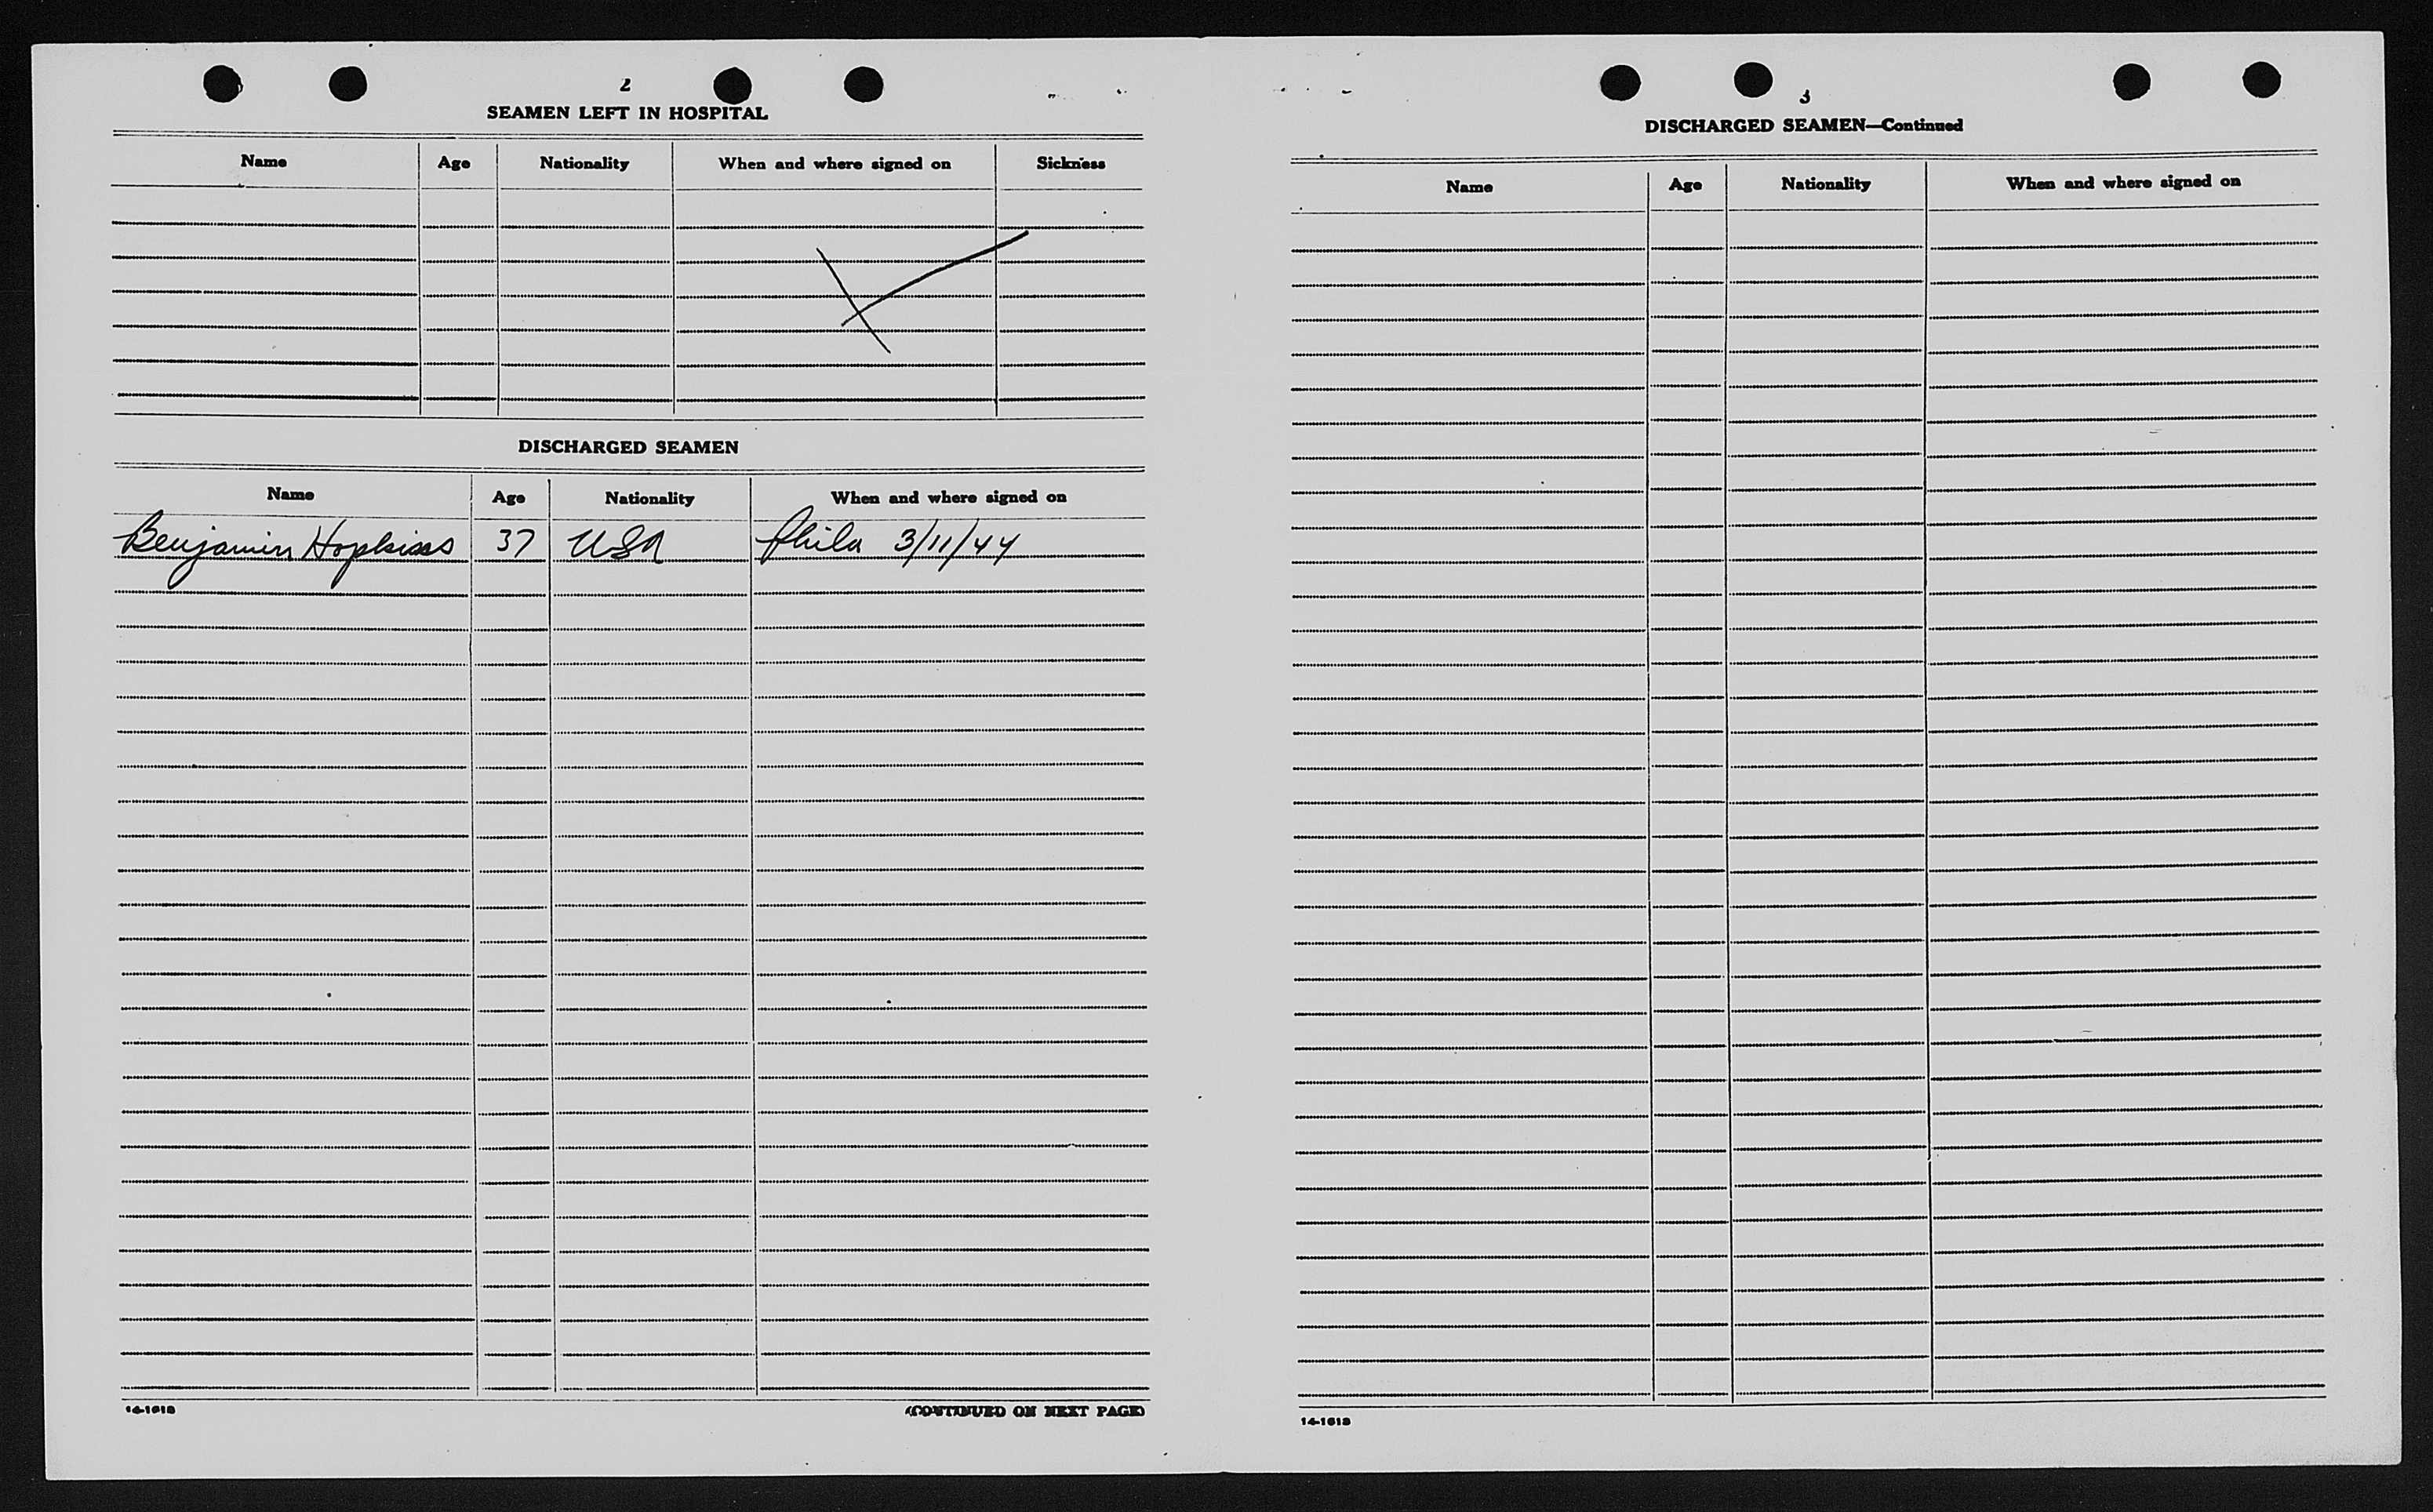 2
SEAMEN LEFT IN HOSPITAL
Name Age Nationality When and where signed on Sickness
DISCHARGED SEAMEN
Name Age Nationality When and where signed on
Benjamin Hopkins 37 USA Phila 3/11/44
14-1618
(CONTINUED ON NEXT PAGE)
3
DISCHARGED SEAMEN—Continued
Name Age Nationality When and where signed on
14-1618